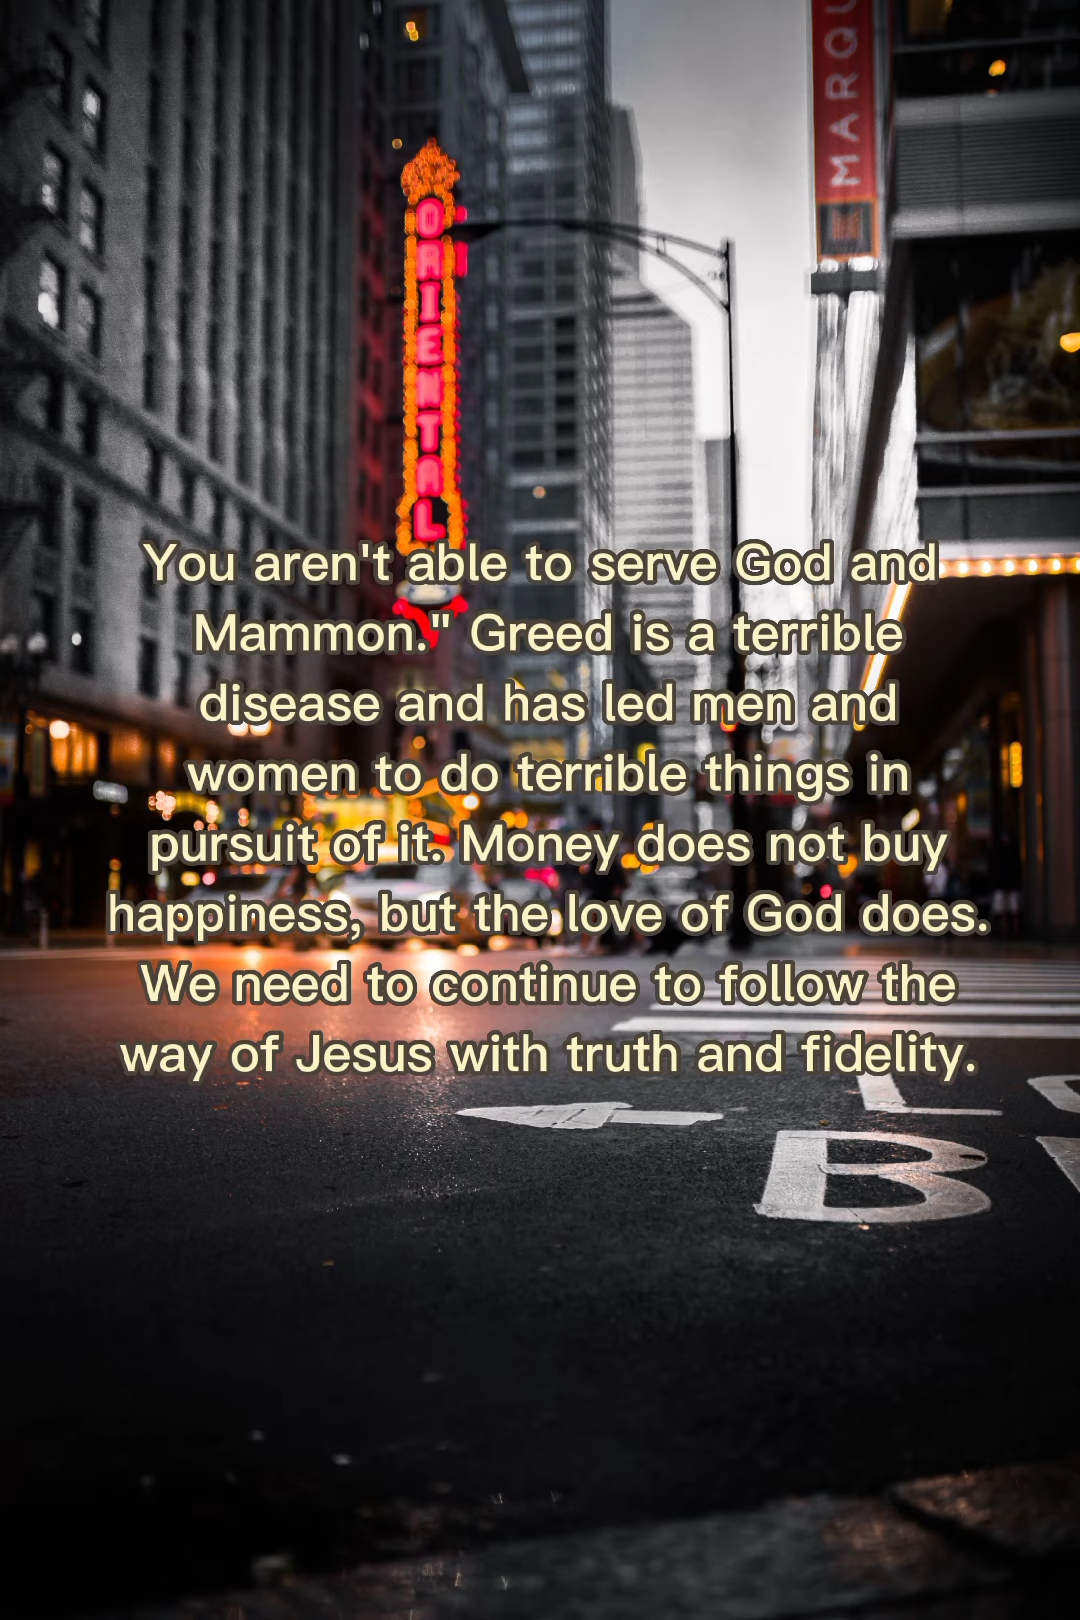 MARQU
ORIENTAL
You aren't able to serve God and
Mammon." Greed is a terrible
disease and has led men and
women to do terrible things in
pursuit of it. Money does not buy
happiness, but the love of God does.
We need to continue to follow the
way of Jesus with truth and fidelity.
B